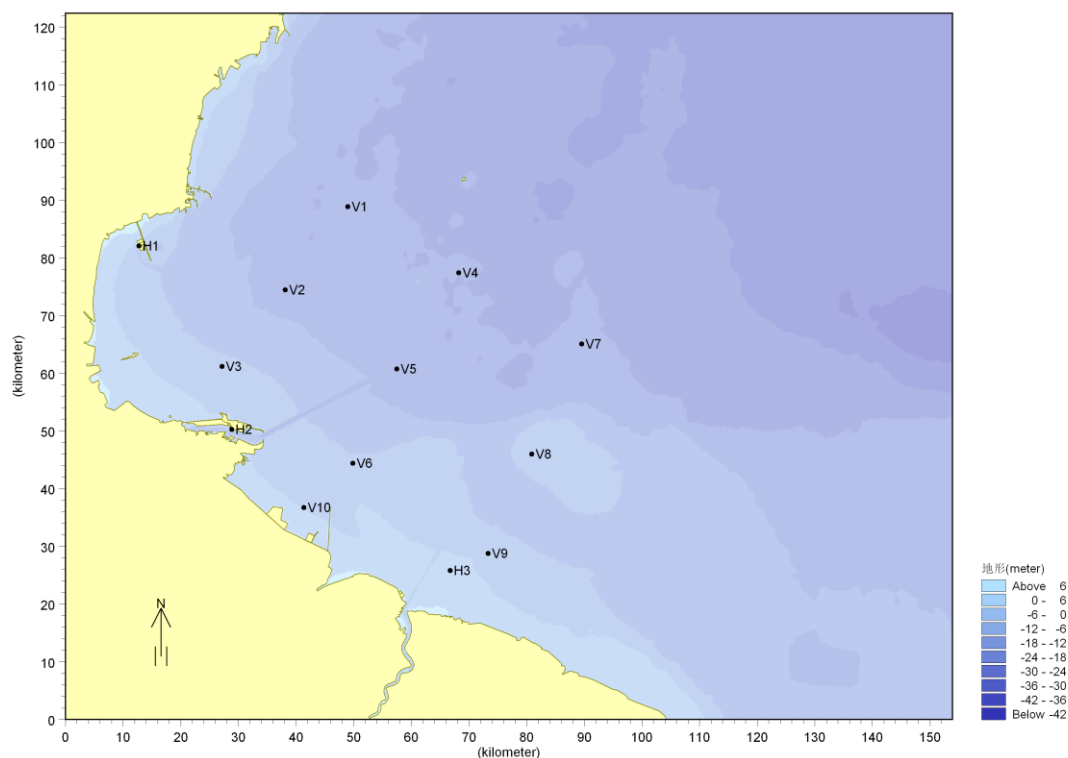 120
110
100
90
80
70
60
50
40
30
20
10
0
(kilometer)
V1
H1
V4
V2
V7
V3
V5
H2
V8
V6
V10
V9
H3
N
0 10 20 30 40 50 60 70 80 90 100 110 120 130 140 150
(kilometer)
地形(meter)
Above 6
0 - 6
-6 - 0
-12 - -6
-18 - -12
-24 - -18
-30 - -24
-36 - -30
-42 - -36
Below -42